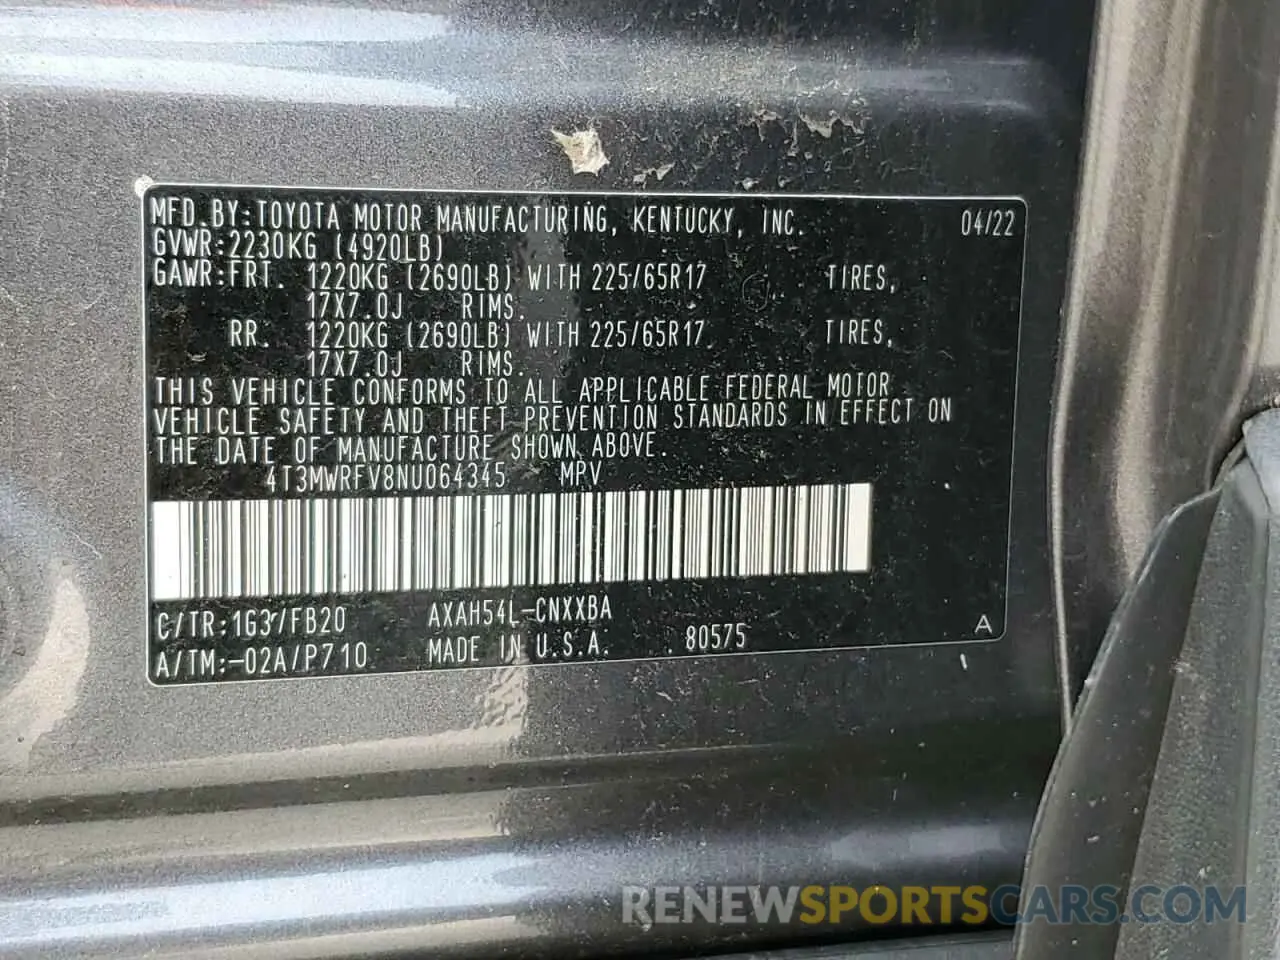 MFD.BY:TOYOTA MOTOR MANUFACTURING, KENTUCKY, INC. 04/22
GVWR:2230KG (4920LB)
GAWR:FRT. 1220KG (2690LB) WITH 225/65R17 TIRES,
17X7.0J RIMS.
RR. 1220KG (2690LB) WITH 225/65R17 TIRES,
17X7.0J RIMS.
THIS VEHICLE CONFORMS TO ALL APPLICABLE FEDERAL MOTOR
VEHICLE SAFETY AND THEFT PREVENTION STANDARDS IN EFFECT ON
THE DATE OF MANUFACTURE SHOWN ABOVE.
4T3MWRFV8NU064345 MPV
C/TR:1G3/FB20 AXAH54L-CNXXBA
A/TM:-02A/P710 MADE IN U.S.A. 80575 A
RENEWSPORTSCARS.COM